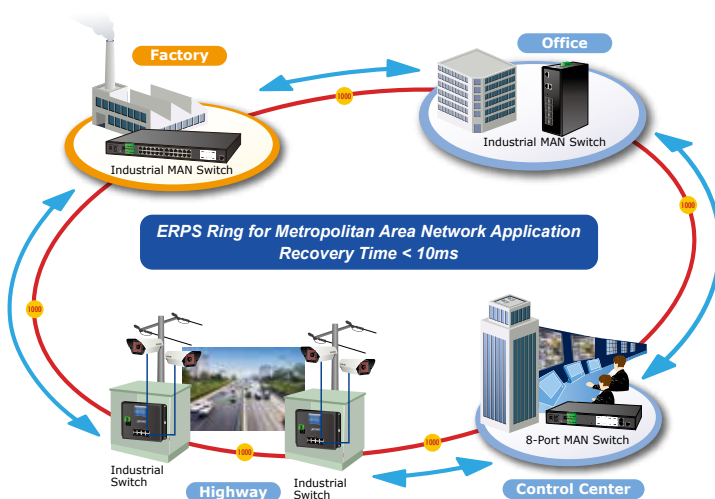 Factory
Office
1000
Industrial MAN Switch
Industrial MAN Switch
1000
ERPS Ring for Metropolitan Area Network Application
Recovery Time < 10ms
1000
1000
1000
8-Port MAN Switch
Industrial
Switch
Industrial
Switch
Highway
Control Center